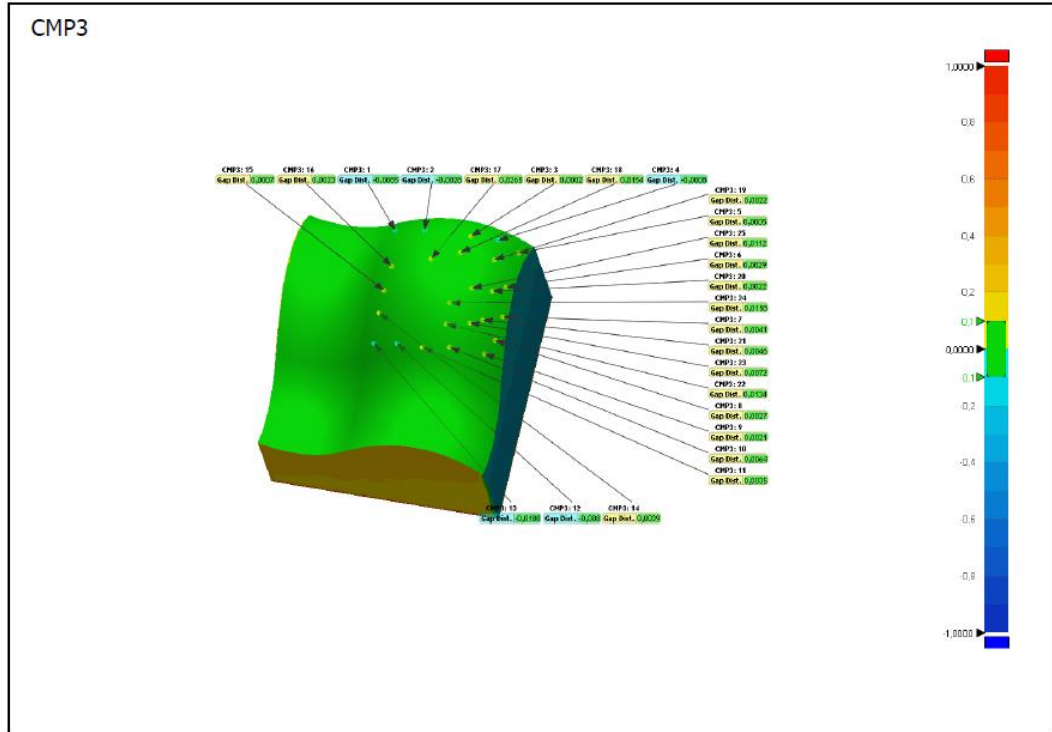 CMP3
CMP3: 15 CMP3: 16 CMP3: 1 CMP3: 2 CMP3: 17 CMP3: 3 CMP3: 18 CMP3: 4
Gap Dist. 0,0037 Gap Dist. 0,0023 Gap Dist. Gap Dist. Gap Dist. 0,0263 Gap Dist. 0,0002 Gap Dist. 0,0154 Gap Dist.
CMP3: 19
Gap Dist. 0,0022
CMP3: 5
Gap Dist. 0,0005
CMP3: 25
Gap Dist. 0,0112
CMP3: 6
Gap Dist. 0,0029
CMP3: 20
Gap Dist. 0,0022
CMP3: 24
Gap Dist.
CMP3: 7
Gap Dist. 0,0041
CMP3: 21
Gap Dist. 0,0045
CMP3: 23
Gap Dist. 0,0072
CMP3: 22
Gap Dist. 0,0134
CMP3: 8
Gap Dist. 0,0027
CMP3: 9
Gap Dist. 0,0021
CMP3: 10
Gap Dist. 0,0064
CMP3: 11
Gap Dist. 0,0035
CMP3: 13 CMP3: 12 CMP3: 14
Gap Dist. Gap Dist. -0,008 Gap Dist. 0,0009
1,0000
0,8
0,6
0,4
0,2
0,1
0,0000
0,1
-0,2
-0,4
-0,6
-0,8
-1,0000